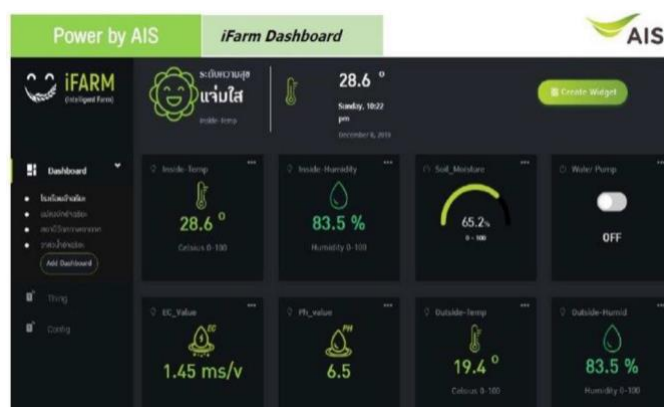 Power by AIS
iFarm Dashboard
AIS
iFARM
(Intelligent Farm)
ระดับความสุข
แจ่มใส
inside-temp
28.6 °
Sunday, 10:22
pm
December 8, 2019
Create Widget
Dashboard
Add Dashboard
Thing
Config
Inside-Temp
28.6 °
Celsius 0-100
Inside-Humidity
83.5 %
Humidity 0-100
Soil_Moisture
65.2%
0 - 100
Water Pump
OFF
EC_Value
EC
1.45 ms/v
Ph_value
PH
6.5
Outside-Temp
19.4 °
Celsius 0-100
Outside-Humid
83.5 %
Humidity 0-100